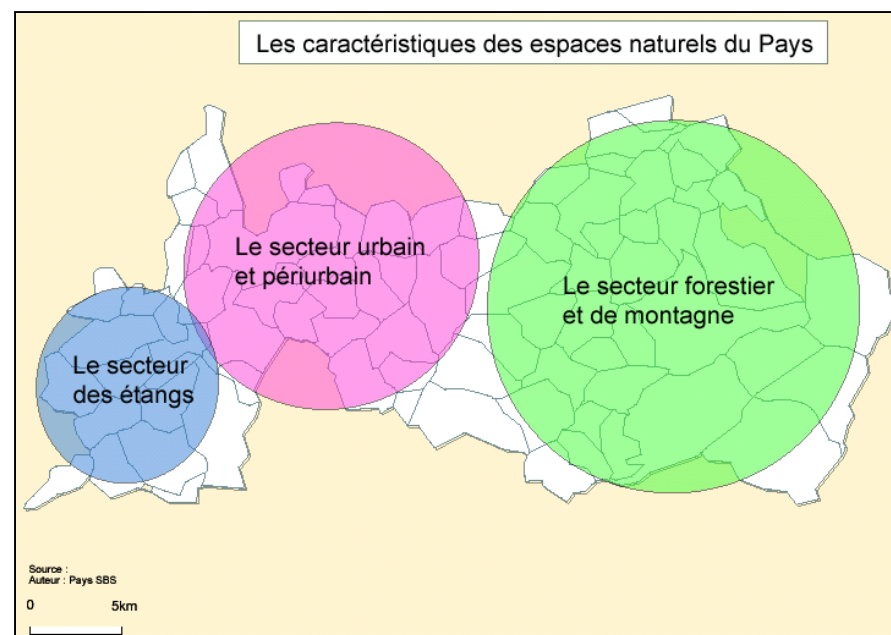 Les caractéristiques des espaces naturels du Pays
Le secteur urbain
et périurbain
Le secteur forestier
et de montagne
Le secteur
des étangs
Source :
Auteur : Pays SBS
0 5km